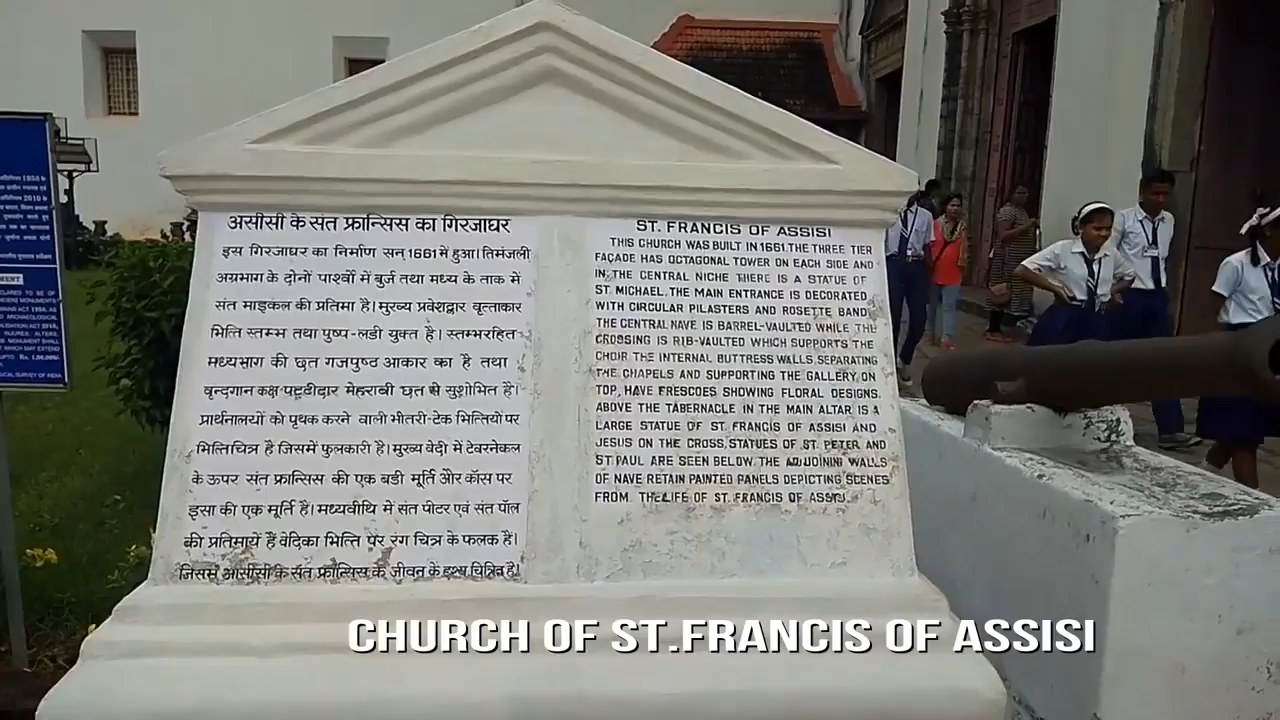 असीसी के संत फ्रान्सिस का गिरजाघर
इस गिरजाघर का निर्माण सन् 1661 में हुआ। तिमंजली
अग्रभाग के दोनों पार्श्वो में बुर्ज तथा मध्य के ताक में
संत माइकल की प्रतिमा है। मुख्य प्रवेशद्वार वृत्ताकार
भिति स्तम्भ तथा पुष्प-लडी युक्त है। स्तम्भरहित
मध्यभाग की छत गजपुष्ठ आकार का है तथा
वृन्दगान कक्ष पट्टीदार मेहराबी छत से सुशोभित है।
प्रार्थनालयों को पृथक करने वाली भीतरी-टेक भित्तियों पर
भित्तिचित्र है जिसमें फुलकारी है। मुख्य वेदी में टेबरनेकल
के ऊपर संत फ्रान्सिस की एक बडी मूर्ति और कॉस पर
इसा की एक मूर्ति है। मध्यवीथि में संत पीटर एवं संत पॉल
की प्रतिमायें हैं वेदिका भित्ति पर रंग चित्र के फलक है।
जिसमें आसीसी के संत फ्रान्सिस के जीवन के दृश्य चित्रित है।
ST. FRANCIS OF ASSISI
THIS CHURCH WAS BUILT IN 1661. THE THREE TIER
FAÇADE HAS OCTAGONAL TOWER ON EACH SIDE AND
IN THE CENTRAL NICHE THERE IS A STATUE OF
ST. MICHAEL. THE MAIN ENTRANCE IS DECORATED
WITH CIRCULAR PILASTERS AND ROSETTE BAND.
THE CENTRAL NAVE IS BARREL-VAULTED WHILE THE
CROSSING IS RIB-VAULTED WHICH SUPPORTS THE
CHOIR THE INTERNAL BUTTRESS WALLS, SEPARATING
THE CHAPELS AND SUPPORTING THE GALLERY ON
TOP, HAVE FRESCOES SHOWING FLORAL DESIGNS.
ABOVE THE TABERNACLE IN THE MAIN ALTAR IS A
LARGE STATUE OF ST. FRANCIS OF ASSISI AND
JESUS ON THE CROSS, STATUES OF ST. PETER AND
ST PAUL ARE SEEN BELOW. THE ADJOINING WALLS
OF NAVE RETAIN PAINTED PANELS DEPICTING SCENES
FROM THE LIFE OF ST. FRANCIS OF ASSISI.
CHURCH OF ST.FRANCIS OF ASSISI